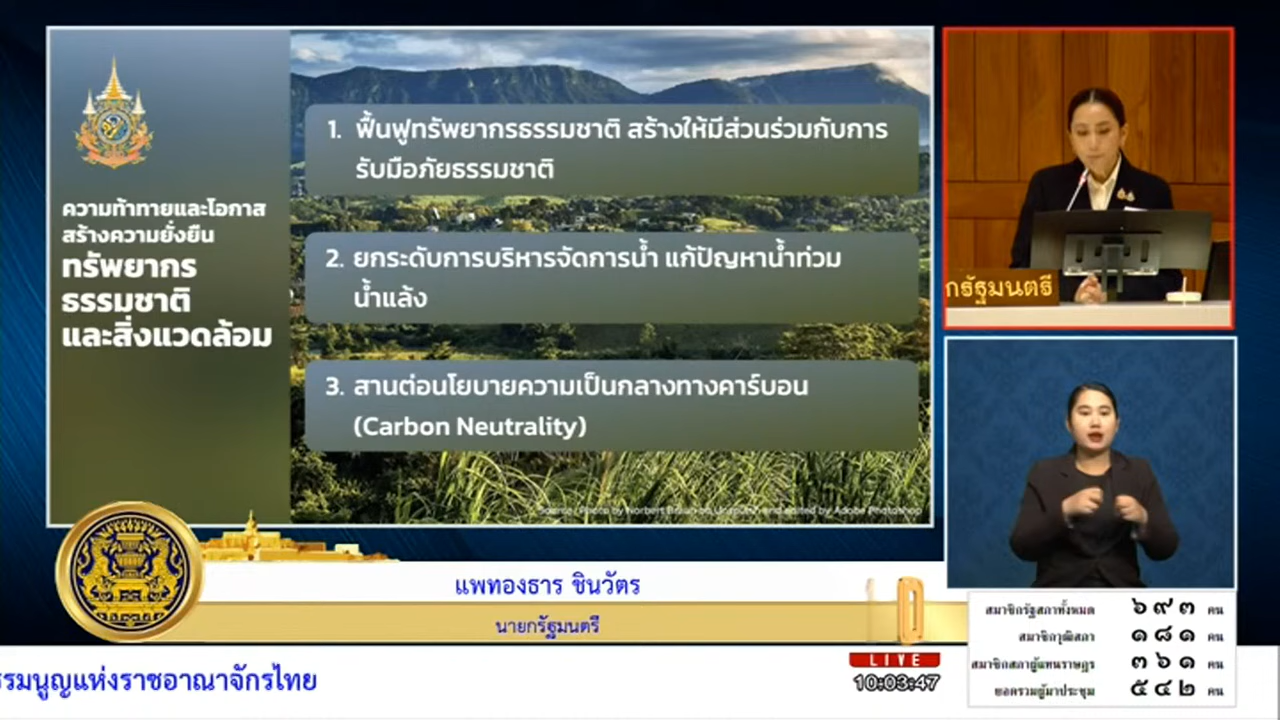 ความท้าทายและโอกาส
สร้างความยั่งยืน
ทรัพยากร
ธรรมชาติ
และสิ่งแวดล้อม
1. ฟื้นฟูทรัพยากรธรรมชาติ สร้างให้มีส่วนร่วมกับการ
รับมือภัยธรรมชาติ
2. ยกระดับการบริหารจัดการน้ำ แก้ปัญหาน้ำท่วม
น้ำแล้ง
3. สานต่อนโยบายความเป็นกลางทางคาร์บอน
(Carbon Neutrality)
Source: Photo by Norbert Braun on Unsplash and edited by Adobe Photoshop
กรัฐมนตรี
แพทองธาร ชินวัตร
นายกรัฐมนตรี
สมาชิกรัฐสภาทั้งหมด ๖๙๓ คน
สมาชิกวุฒิสภา ๑๘๑ คน
สมาชิกสภาผู้แทนราษฎร ๓๖๑ คน
ยอดรวมผู้มาประชุม ๕๔๒ คน
LIVE
10:03:47
รรมนูญแห่งราชอาณาจักรไทย